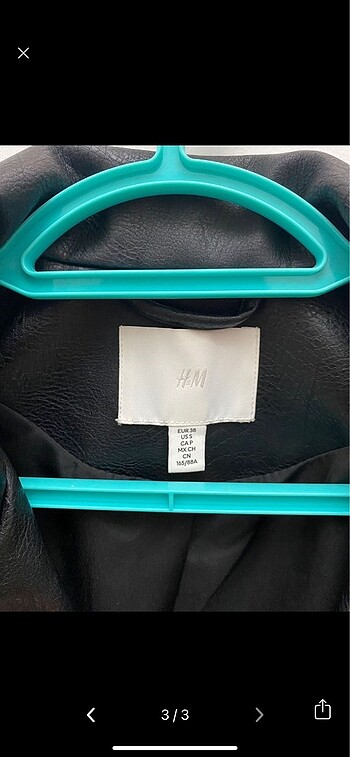 H&M
EUR 38
US S
CA P
MX CH
CN
165/88A
3/3